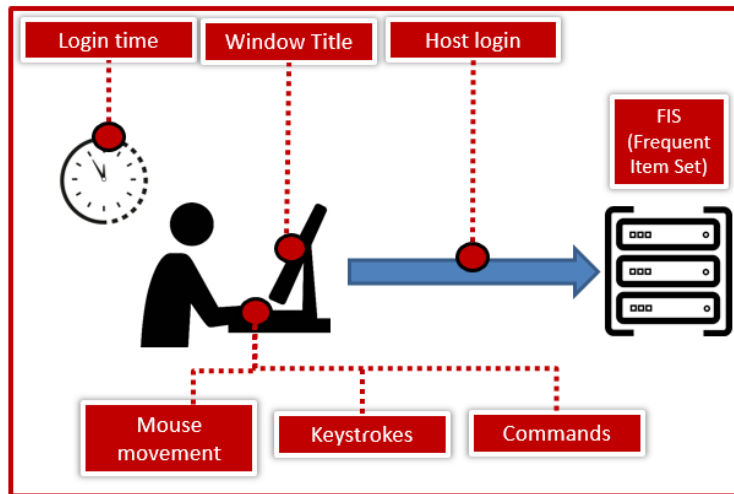 Login time
Window Title
Host login
FIS
(Frequent
Item Set)
Mouse
movement
Keystrokes
Commands